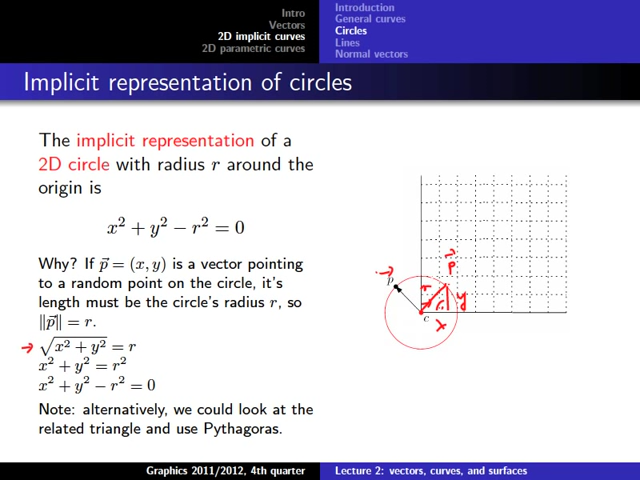 Intro
Vectors
2D implicit curves
2D parametric curves
Introduction
General curves
Circles
Lines
Normal vectors
Implicit representation of circles
The implicit representation of a
2D circle with radius r around the
origin is
x² + y² − r² = 0
Why? If p⃗ = (x, y) is a vector pointing
to a random point on the circle, it's
length must be the circle's radius r, so
‖p⃗‖ = r.
→ √(x² + y²) = r
x² + y² = r²
x² + y² − r² = 0
Note: alternatively, we could look at the
related triangle and use Pythagoras.
p⃗
p
r
y
c
x
Graphics 2011/2012, 4th quarter
Lecture 2: vectors, curves, and surfaces